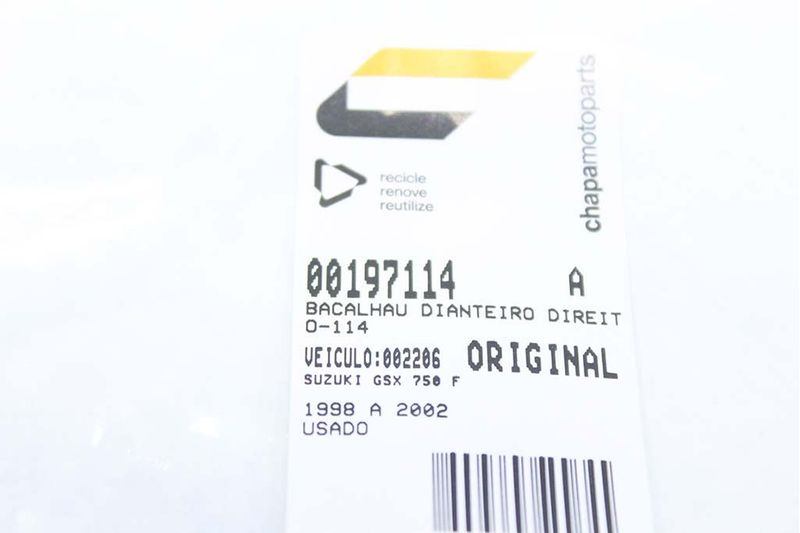 chapamotoparts
recicle
renove
reutilize
00197114 A
BACALHAU DIANTEIRO DIREIT
O-114
VEICULO:002206 ORIGINAL
SUZUKI GSX 750 F
1998 A 2002
USADO